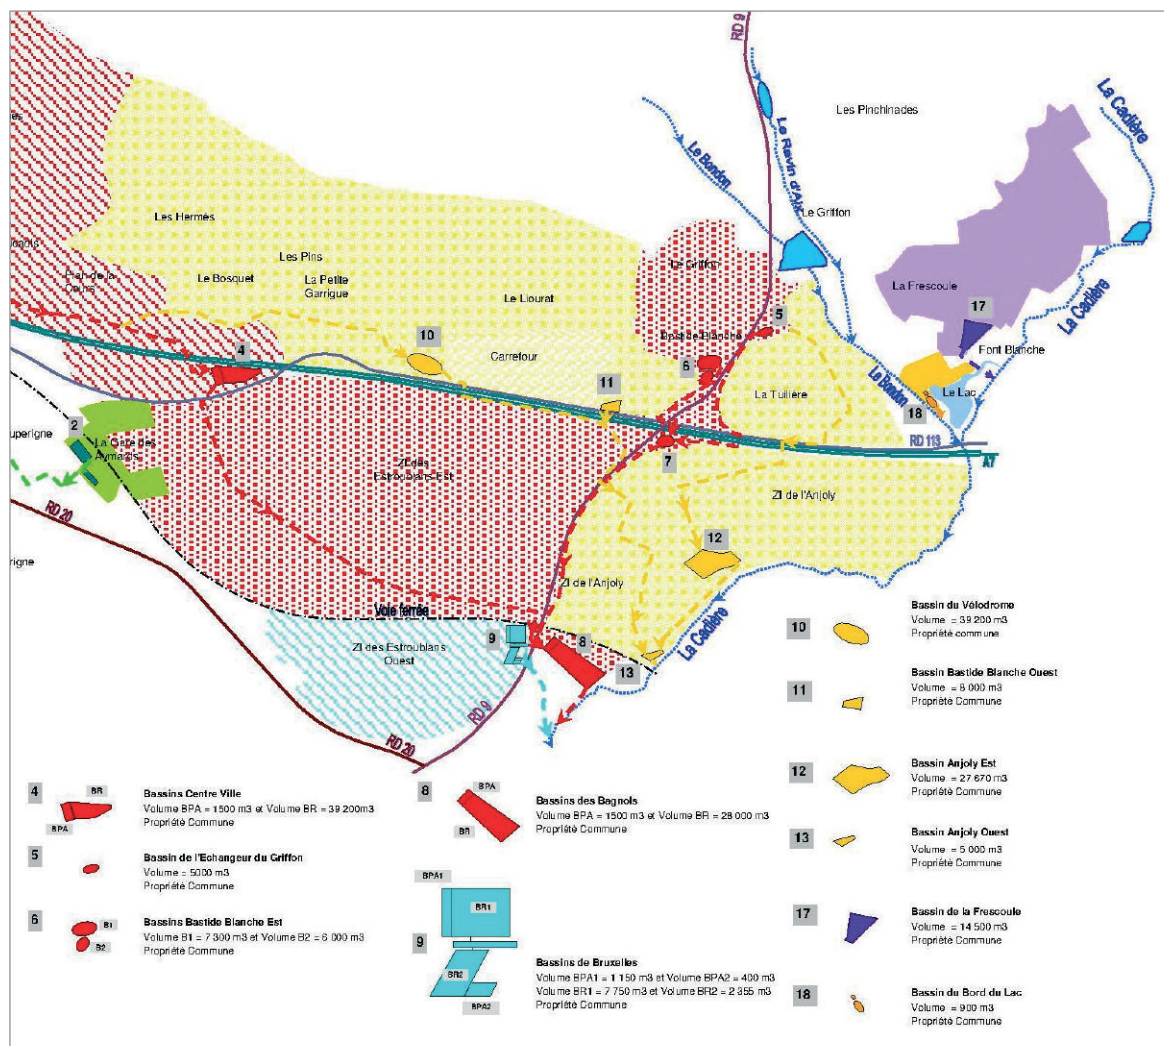 RD 9
Les Pinchinades
La Cadière
La Cadière
Le Bondon
Le Ravin d'Aix
Le Griffon
Les Hermès
Les Pins
Le Bosquet
La Petite
Garrigue
Le Liourat
Plan de la
Cours
Le Griffon
La Frescoule
La Cadière
17
5
Bastide Blanche
Font Blanche
10
4
Carrefour
6
11
La Tuilière
Le Bondon
Le Lac
18
2
uperigne
La Gare des
Aymards
7
RD 113
A7
ZI des
Estroublans Est
ZI de l'Anjoly
RD 20
12
rigne
ZI de l'Anjoly
Voie ferrée
9
8
La Cadière
ZI des Estroublans
Ouest
13
RD 9
RD 20
10
Bassin du Vélodrome
Volume = 39 200 m3
Propriété commune
11
Bassin Bastide Blanche Ouest
Volume = 8 000 m3
Propriété Commune
12
Bassin Anjoly Est
Volume = 27 670 m3
Propriété Commune
13
Bassin Anjoly Ouest
Volume = 5 000 m3
Propriété Commune
17
Bassin de la Frescoule
Volume = 14 500 m3
Propriété Commune
18
Bassin du Bord du Lac
Volume = 900 m3
Propriété Commune
4
BR
BPA
Bassins Centre Ville
Volume BPA = 1500 m3 et Volume BR = 39 200m3
Propriété Commune
5
Bassin de l'Echangeur du Griffon
Volume = 5000 m3
Propriété Commune
6
B1
B2
Bassins Bastide Blanche Est
Volume B1 = 7 300 m3 et Volume B2 = 6 000 m3
Propriété Commune
8
BPA
BR
Bassins des Bagnols
Volume BPA = 1500 m3 et Volume BR = 28 000 m3
Propriété Commune
9
BPA1
BR1
BR2
BPA2
Bassins de Bruxelles
Volume BPA1 = 1 150 m3 et Volume BPA2 = 400 m3
Volume BR1 = 7 750 m3 et Volume BR2 = 2 355 m3
Propriété Commune